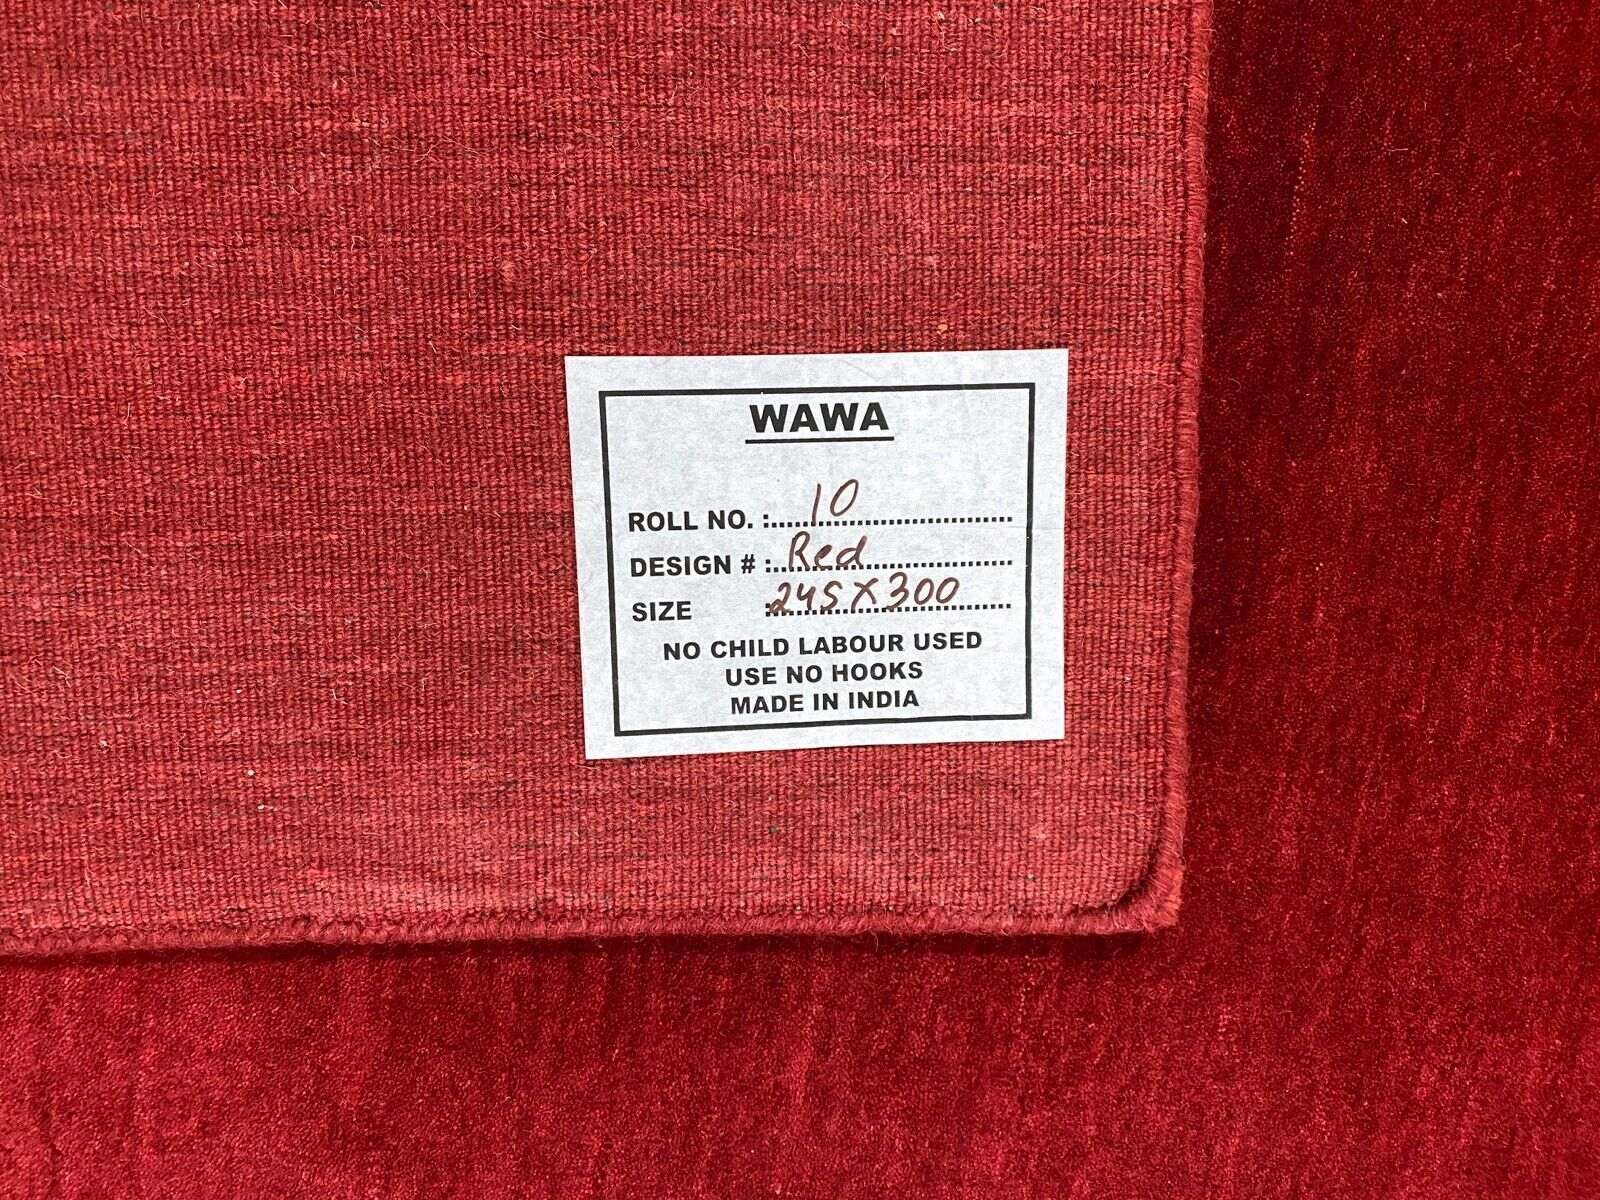 WAWA
ROLL NO. : 10
DESIGN # : Red
SIZE : 245 X 300
NO CHILD LABOUR USED
USE NO HOOKS
MADE IN INDIA